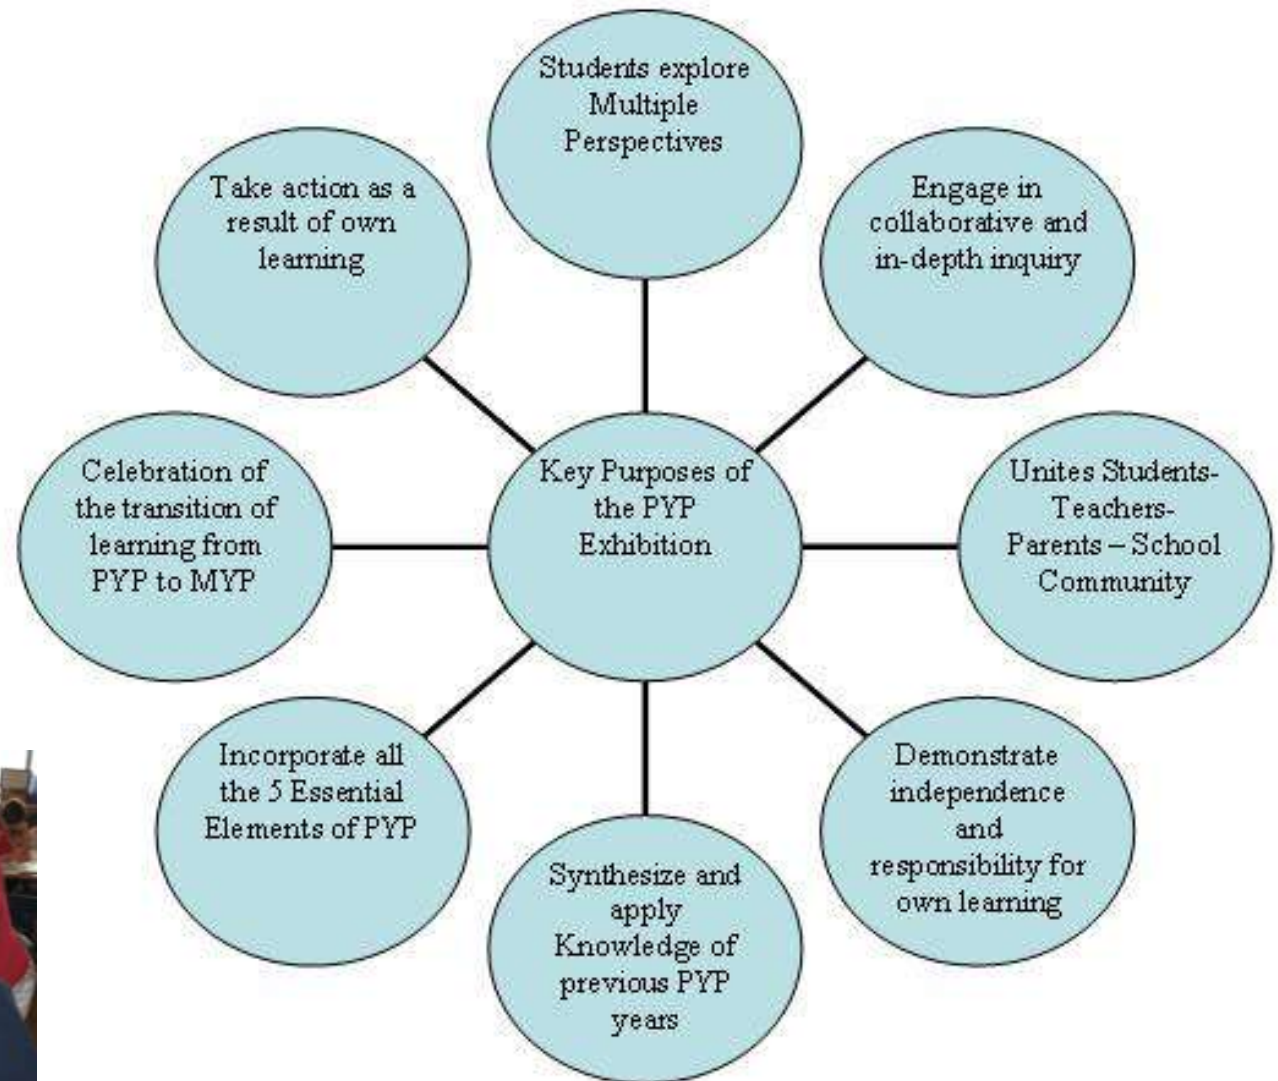 Students explore
Multiple
Perspectives
Engage in
collaborative and
in-depth inquiry
Unites Students-
Teachers-
Parents – School
Community
Demonstrate
independence
and
responsibility for
own learning
Synthesize and
apply
Knowledge of
previous PYP
years
Incorporate all
the 5 Essential
Elements of PYP
Celebration of
the transition of
learning from
PYP to MYP
Take action as a
result of own
learning
Key Purposes of
the PYP
Exhibition